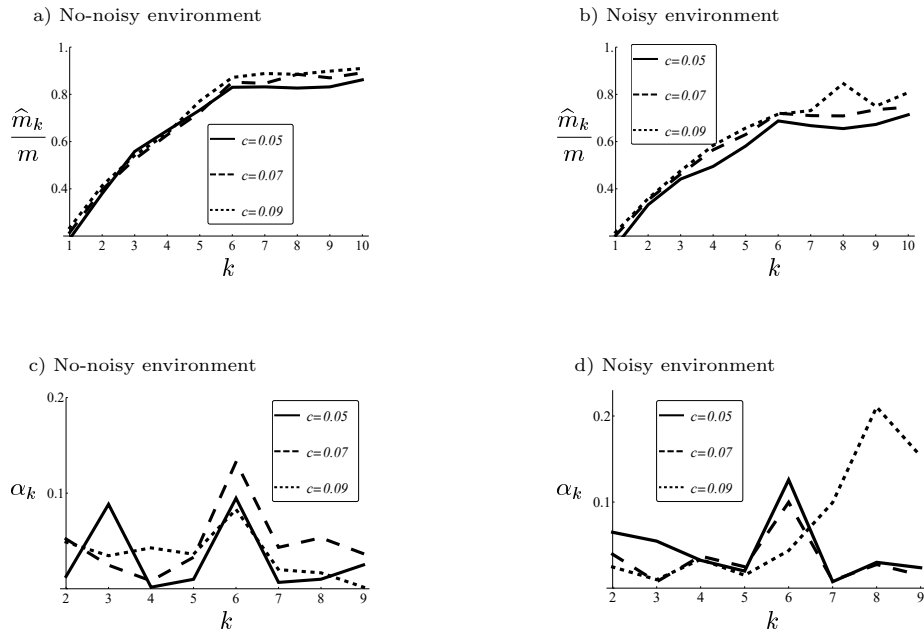 a) No-noisy environment
1.
0.8
0.6
0.4
m̂k
m
c=0.05
c=0.07
c=0.09
1 2 3 4 5 6 7 8 9 10
k
b) Noisy environment
1.
0.8
0.6
0.4
m̂k
m
c=0.05
c=0.07
c=0.09
1 2 3 4 5 6 7 8 9 10
k
c) No-noisy environment
0.2
0.1
αk
c=0.05
c=0.07
c=0.09
2 3 4 5 6 7 8 9
k
d) Noisy environment
0.2
0.1
αk
c=0.05
c=0.07
c=0.09
2 3 4 5 6 7 8 9
k